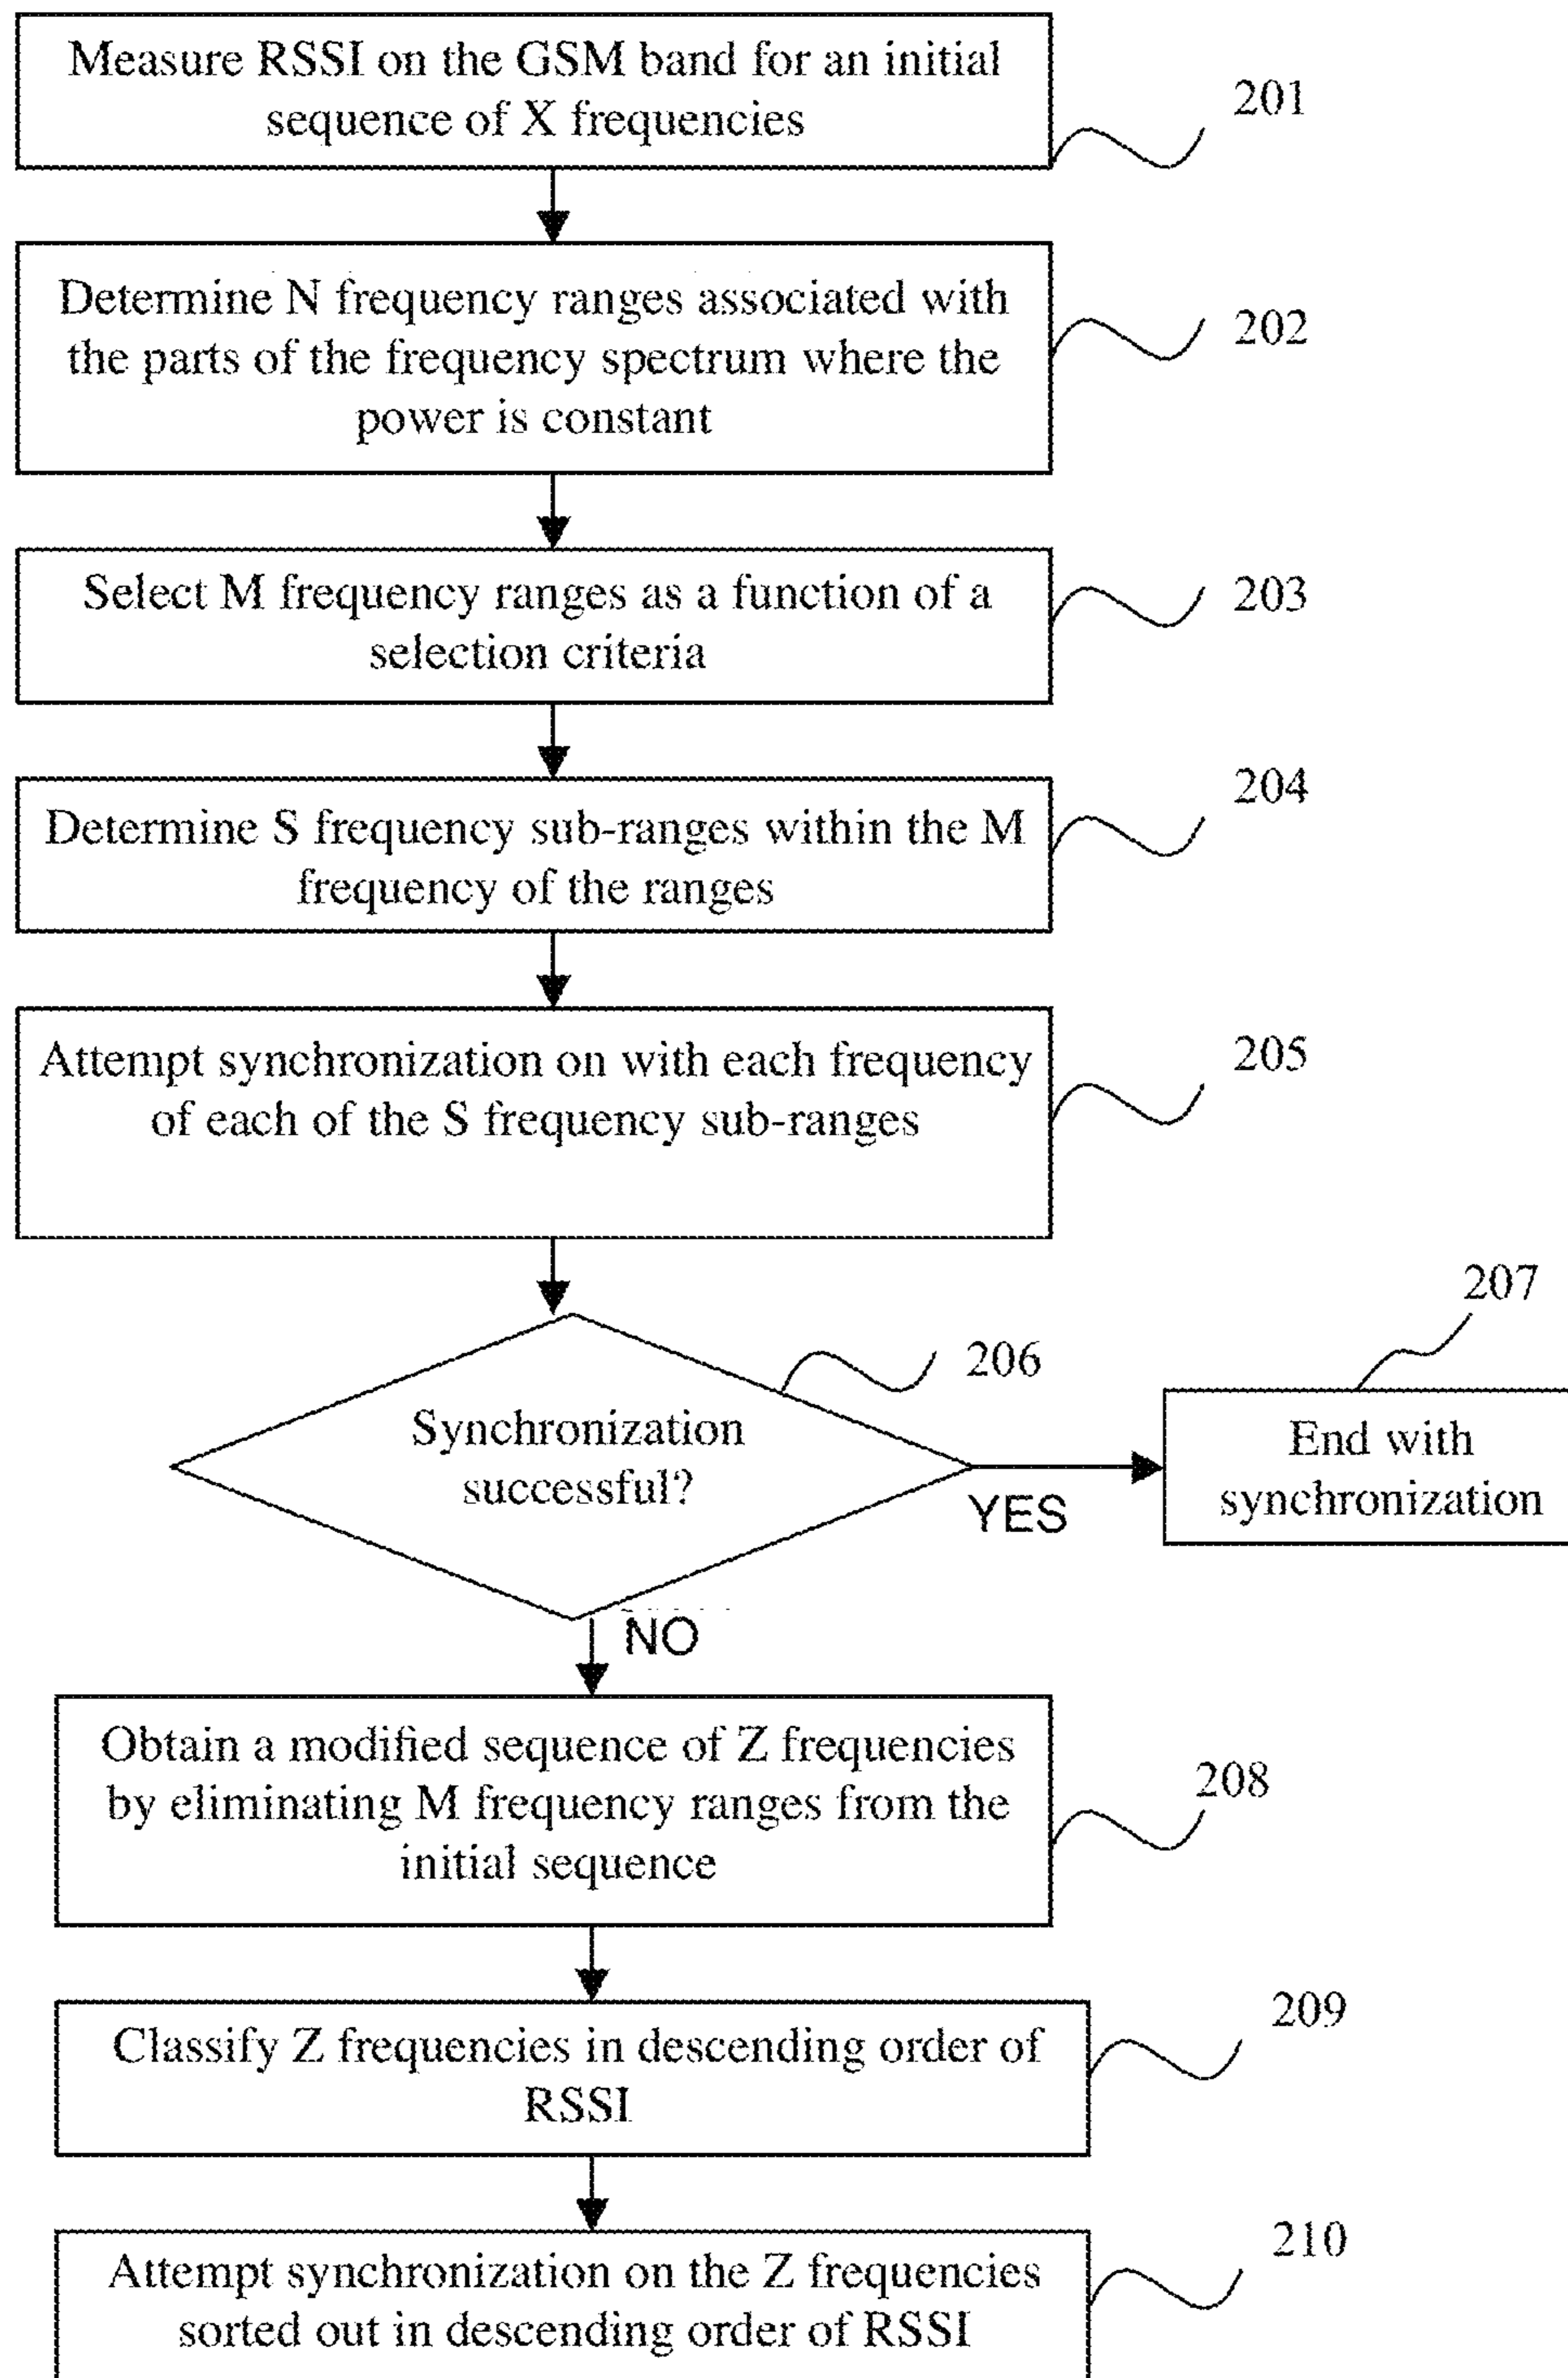 Measure RSSI on the GSM band for an initial
sequence of X frequencies
201
Determine N frequency ranges associated with
the parts of the frequency spectrum where the
power is constant
202
Select M frequency ranges as a function of a
selection criteria
203
Determine S frequency sub-ranges within the M
frequency of the ranges
204
Attempt synchronization on with each frequency
of each of the S frequency sub-ranges
205
Synchronization
successful?
206
YES
207
End with
synchronization
NO
Obtain a modified sequence of Z frequencies
by eliminating M frequency ranges from the
initial sequence
208
Classify Z frequencies in descending order of
RSSI
209
Attempt synchronization on the Z frequencies
sorted out in descending order of RSSI
210